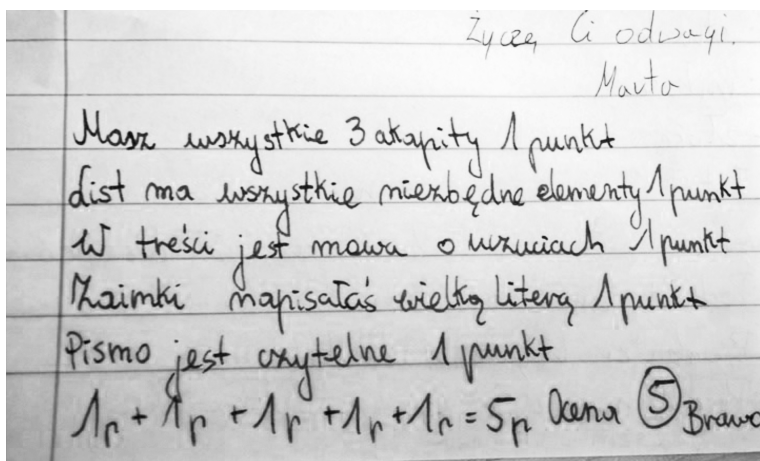 Życzę Ci odwagi.
Marta
Masz wszystkie 3 akapity 1 punkt
List ma wszystkie niezbędne elementy 1 punkt
W treści jest mowa o uczuciach 1 punkt
Zaimki napisałaś wielką literą 1 punkt
Pismo jest czytelne 1 punkt
1p + 1p + 1p + 1p + 1p = 5p Ocena 5 Brawo